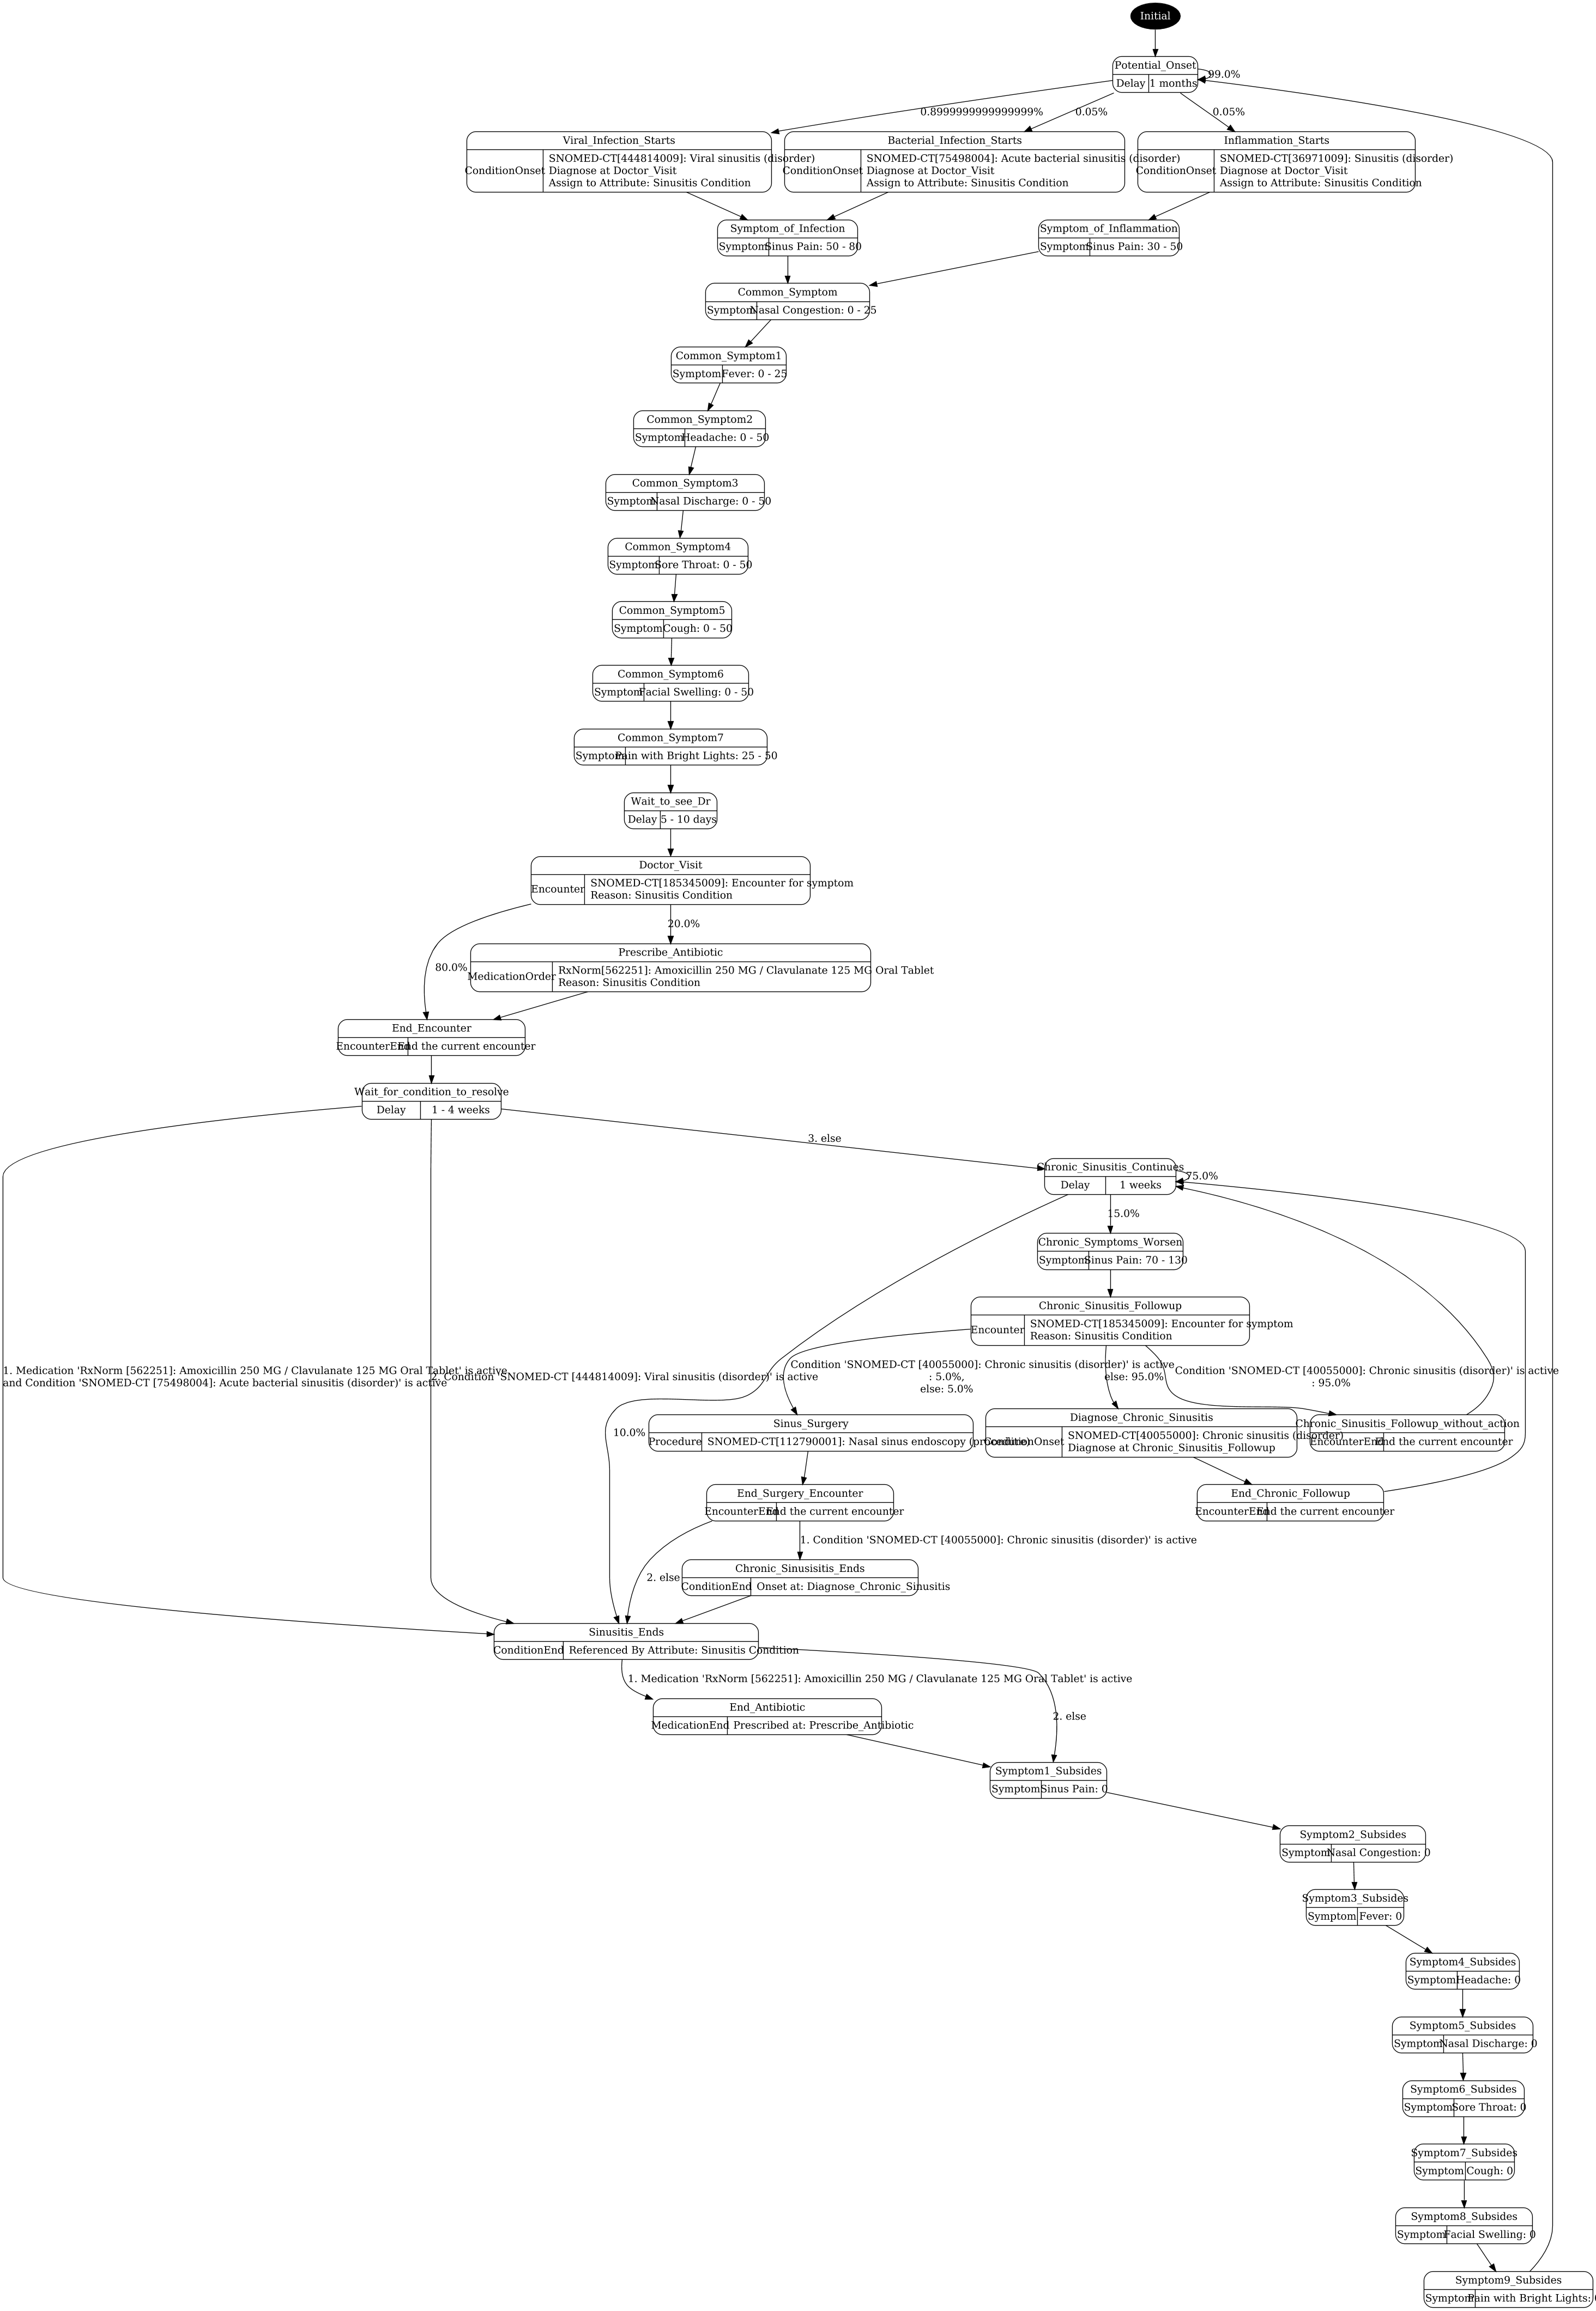 Initial
Potential_Onset
Delay 1 months
99.0%
0.8999999999999999%
0.05%
0.05%
Viral_Infection_Starts
ConditionOnset
SNOMED-CT[444814009]: Viral sinusitis (disorder)
Diagnose at Doctor_Visit
Assign to Attribute: Sinusitis Condition
Bacterial_Infection_Starts
ConditionOnset
SNOMED-CT[75498004]: Acute bacterial sinusitis (disorder)
Diagnose at Doctor_Visit
Assign to Attribute: Sinusitis Condition
Inflammation_Starts
ConditionOnset
SNOMED-CT[36971009]: Sinusitis (disorder)
Diagnose at Doctor_Visit
Assign to Attribute: Sinusitis Condition
Symptom_of_Infection
Symptom Sinus Pain: 50 - 80
Symptom_of_Inflammation
Symptom Sinus Pain: 30 - 50
Common_Symptom
Symptom Nasal Congestion: 0 - 25
Common_Symptom1
Symptom Fever: 0 - 25
Common_Symptom2
Symptom Headache: 0 - 50
Common_Symptom3
Symptom Nasal Discharge: 0 - 50
Common_Symptom4
Symptom Sore Throat: 0 - 50
Common_Symptom5
Symptom Cough: 0 - 50
Common_Symptom6
Symptom Facial Swelling: 0 - 50
Common_Symptom7
Symptom Pain with Bright Lights: 25 - 50
Wait_to_see_Dr
Delay 5 - 10 days
Doctor_Visit
Encounter
SNOMED-CT[185345009]: Encounter for symptom
Reason: Sinusitis Condition
20.0%
80.0%
Prescribe_Antibiotic
MedicationOrder
RxNorm[562251]: Amoxicillin 250 MG / Clavulanate 125 MG Oral Tablet
Reason: Sinusitis Condition
End_Encounter
EncounterEnd End the current encounter
Wait_for_condition_to_resolve
Delay 1 - 4 weeks
3. else
Chronic_Sinusitis_Continues
Delay 1 weeks
75.0%
15.0%
Chronic_Symptoms_Worsen
Symptom Sinus Pain: 70 - 130
Chronic_Sinusitis_Followup
Encounter
SNOMED-CT[185345009]: Encounter for symptom
Reason: Sinusitis Condition
1. Medication 'RxNorm [562251]: Amoxicillin 250 MG / Clavulanate 125 MG Oral Tablet' is active
and Condition 'SNOMED-CT [75498004]: Acute bacterial sinusitis (disorder)' is active
2. Condition 'SNOMED-CT [444814009]: Viral sinusitis (disorder)' is active
Condition 'SNOMED-CT [40055000]: Chronic sinusitis (disorder)' is active
: 5.0%,
else: 5.0%
else: 95.0%
Condition 'SNOMED-CT [40055000]: Chronic sinusitis (disorder)' is active
: 95.0%
10.0%
Sinus_Surgery
Procedure SNOMED-CT[112790001]: Nasal sinus endoscopy (procedure)
Diagnose_Chronic_Sinusitis
ConditionOnset
SNOMED-CT[40055000]: Chronic sinusitis (disorder)
Diagnose at Chronic_Sinusitis_Followup
Chronic_Sinusitis_Followup_without_action
EncounterEnd End the current encounter
End_Surgery_Encounter
EncounterEnd End the current encounter
End_Chronic_Followup
EncounterEnd End the current encounter
1. Condition 'SNOMED-CT [40055000]: Chronic sinusitis (disorder)' is active
2. else
Chronic_Sinusisitis_Ends
ConditionEnd Onset at: Diagnose_Chronic_Sinusitis
Sinusitis_Ends
ConditionEnd Referenced By Attribute: Sinusitis Condition
1. Medication 'RxNorm [562251]: Amoxicillin 250 MG / Clavulanate 125 MG Oral Tablet' is active
End_Antibiotic
MedicationEnd Prescribed at: Prescribe_Antibiotic
2. else
Symptom1_Subsides
Symptom Sinus Pain: 0
Symptom2_Subsides
Symptom Nasal Congestion: 0
Symptom3_Subsides
Symptom Fever: 0
Symptom4_Subsides
Symptom Headache: 0
Symptom5_Subsides
Symptom Nasal Discharge: 0
Symptom6_Subsides
Symptom Sore Throat: 0
Symptom7_Subsides
Symptom Cough: 0
Symptom8_Subsides
Symptom Facial Swelling: 0
Symptom9_Subsides
Symptom Pain with Bright Lights: